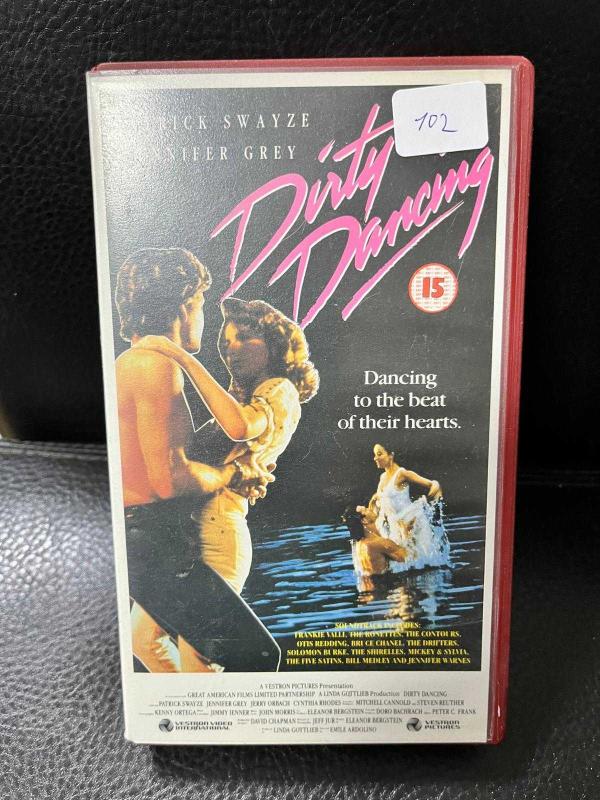 RICK SWAYZE
NNIFER GREY
102
Dirty
Dancing
15
Dancing
to the beat
of their hearts.
SOUNDTRACK INCLUDES:
FRANKIE VALLI, THE RONETTES, THE CONTOURS,
OTIS REDDING, BRUCE CHANEL, THE DRIFTERS,
SOLOMON BURKE, THE SHIRELLES, MICKEY & SYLVIA,
THE FIVE SATINS, BILL MEDLEY AND JENNIFER WARNES
A VESTRON PICTURES Presentation
GREAT AMERICAN FILMS LIMITED PARTNERSHIP A LINDA GOTTLIEB Production DIRTY DANCING
PATRICK SWAYZE JENNIFER GREY JERRY ORBACH CYNTHIA RHODES MITCHELL CANNOLD & STEVEN REUTHER
KENNY ORTEGA JIMMY IENNER JOHN MORRIS ELEANOR BERGSTEIN DORO BACHRACH PETER C. FRANK
DAVID CHAPMAN JEFF JUR ELEANOR BERGSTEIN
LINDA GOTTLIEB EMILE ARDOLINO
VESTRON VIDEO
INTERNATIONAL
VESTRON
PICTURES